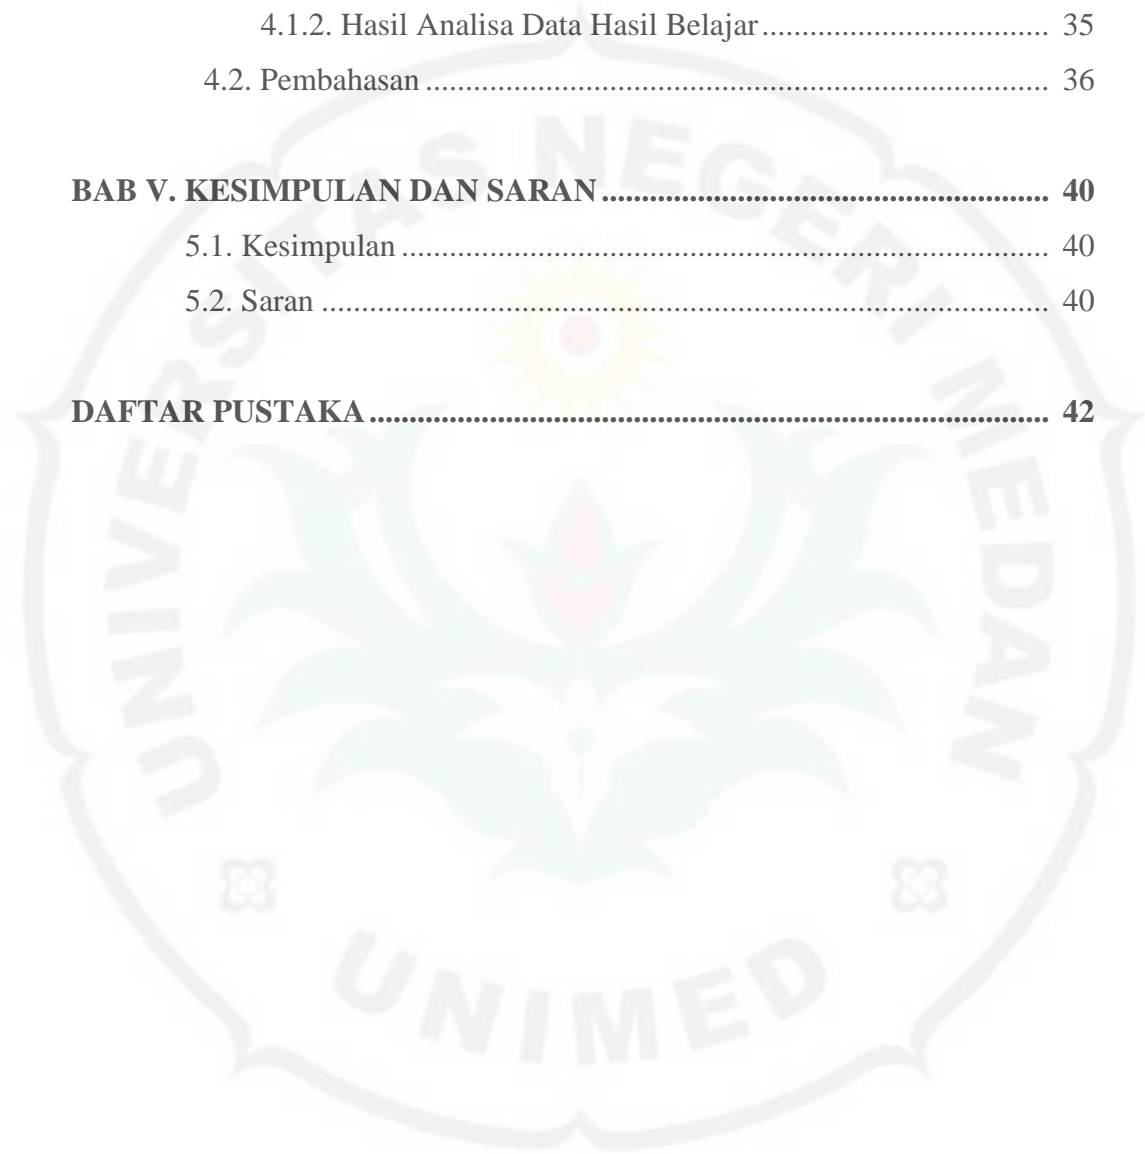 4.1.2. Hasil Analisa Data Hasil Belajar.................................... 35
4.2. Pembahasan.............................................................................. 36
BAB V. KESIMPULAN DAN SARAN........................................................ 40
5.1. Kesimpulan................................................................................. 40
5.2. Saran........................................................................................... 40
DAFTAR PUSTAKA..................................................................................... 42
UNIVERSITAS NEGERI MEDAN
UNIMED